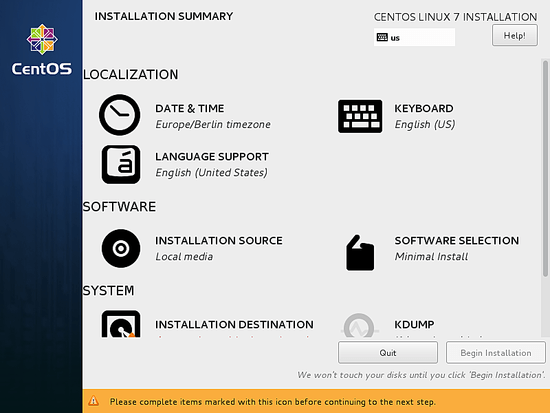 INSTALLATION SUMMARY
CENTOS LINUX 7 INSTALLATION
us
Help!
CentOS
LOCALIZATION
DATE & TIME
Europe/Berlin timezone
KEYBOARD
English (US)
LANGUAGE SUPPORT
English (United States)
SOFTWARE
INSTALLATION SOURCE
Local media
SOFTWARE SELECTION
Minimal Install
SYSTEM
INSTALLATION DESTINATION
KDUMP
Quit
Begin Installation
We won't touch your disks until you click 'Begin Installation'.
Please complete items marked with this icon before continuing to the next step.